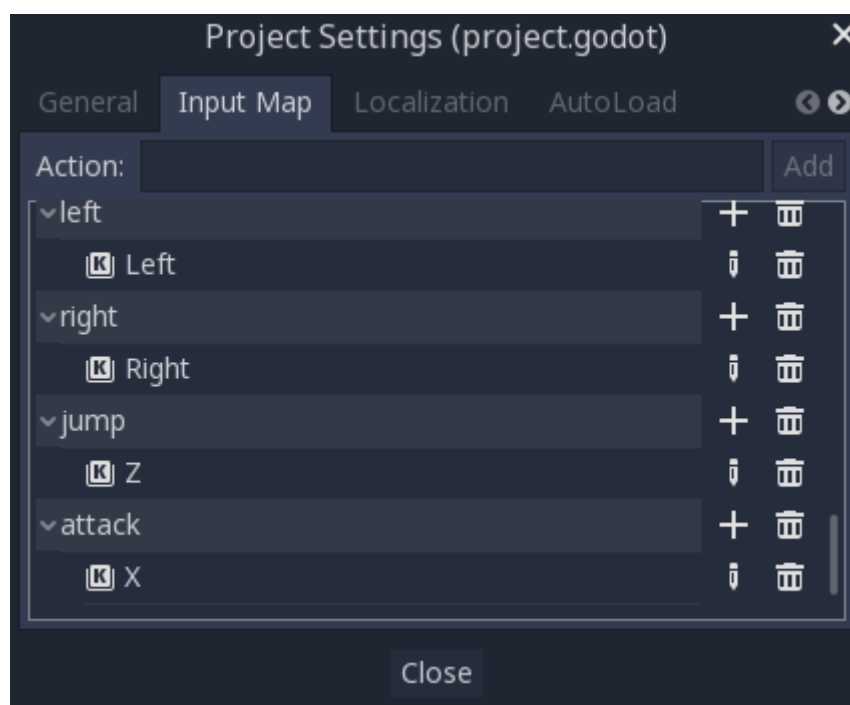 Project Settings (project.godot)
General Input Map Localization AutoLoad
Action: Add
left
K Left
right
K Right
jump
K Z
attack
K X
Close